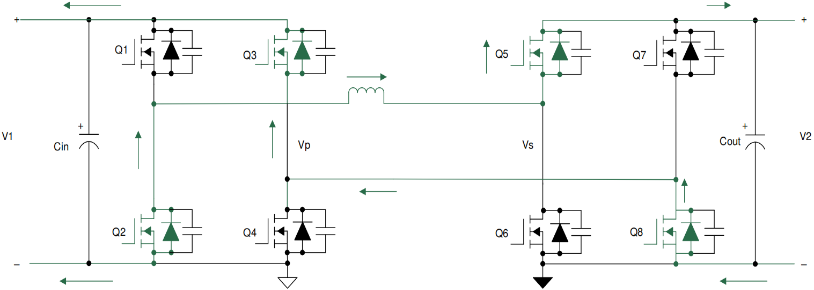 + +
Q1 Q3 Q5 Q7
+ +
V1 Cin Vp Vs Cout V2
Q2 Q4 Q6 Q8
– –